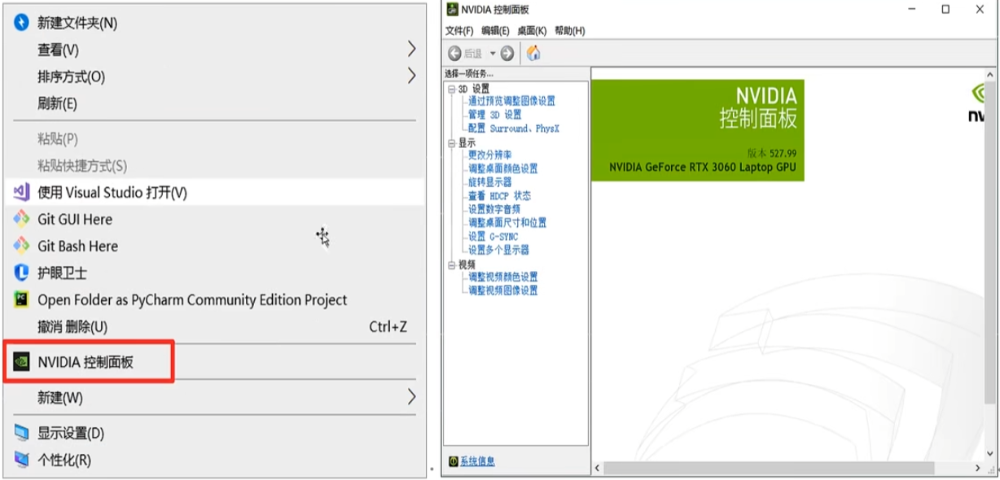 新建文件夹(N)
查看(V)
排序方式(O)
刷新(E)
粘贴(P)
粘贴快捷方式(S)
使用 Visual Studio 打开(V)
Git GUI Here
Git Bash Here
护眼卫士
Open Folder as PyCharm Community Edition Project
撤消 删除(U) Ctrl+Z
NVIDIA 控制面板
新建(W)
显示设置(D)
个性化(R)
NVIDIA 控制面板
文件(F) 编辑(E) 桌面(K) 帮助(H)
后退
选择一项任务...
3D 设置
通过预览调整图像设置
管理 3D 设置
配置 Surround、PhysX
显示
更改分辨率
调整桌面颜色设置
旋转显示器
查看 HDCP 状态
设置数字音频
调整桌面尺寸和位置
设置 G-SYNC
设置多个显示器
视频
调整视频颜色设置
调整视频图像设置
系统信息
NVIDIA
控制面板
版本 527.99
NVIDIA GeForce RTX 3060 Laptop GPU